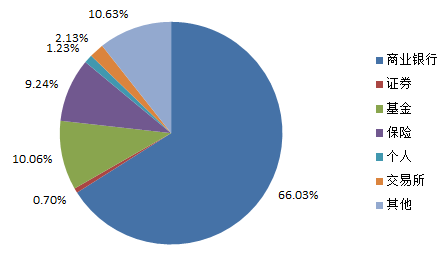 10.63%
2.13%
1.23%
9.24%
10.06%
0.70%
66.03%
商业银行
证券
基金
保险
个人
交易所
其他